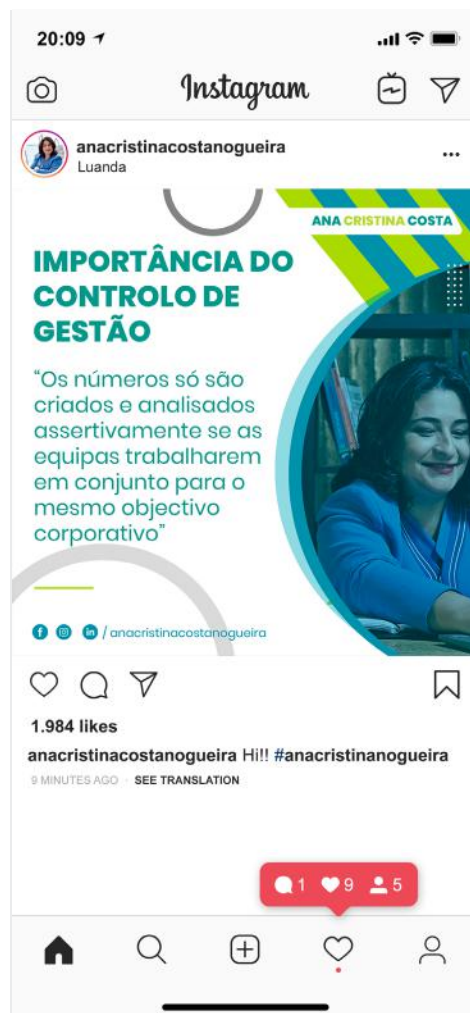 20:09
Instagram
anacristinacostanogueira
Luanda
ANA CRISTINA COSTA
IMPORTÂNCIA DO
CONTROLO DE
GESTÃO
“Os números só são
criados e analisados
assertivamente se as
equipas trabalharem
em conjunto para o
mesmo objectivo
corporativo”
/anacristinacostanogueira
1.984 likes
anacristinacostanogueira Hi!! #anacristinanogueira
9 MINUTES AGO · SEE TRANSLATION
1 9 5